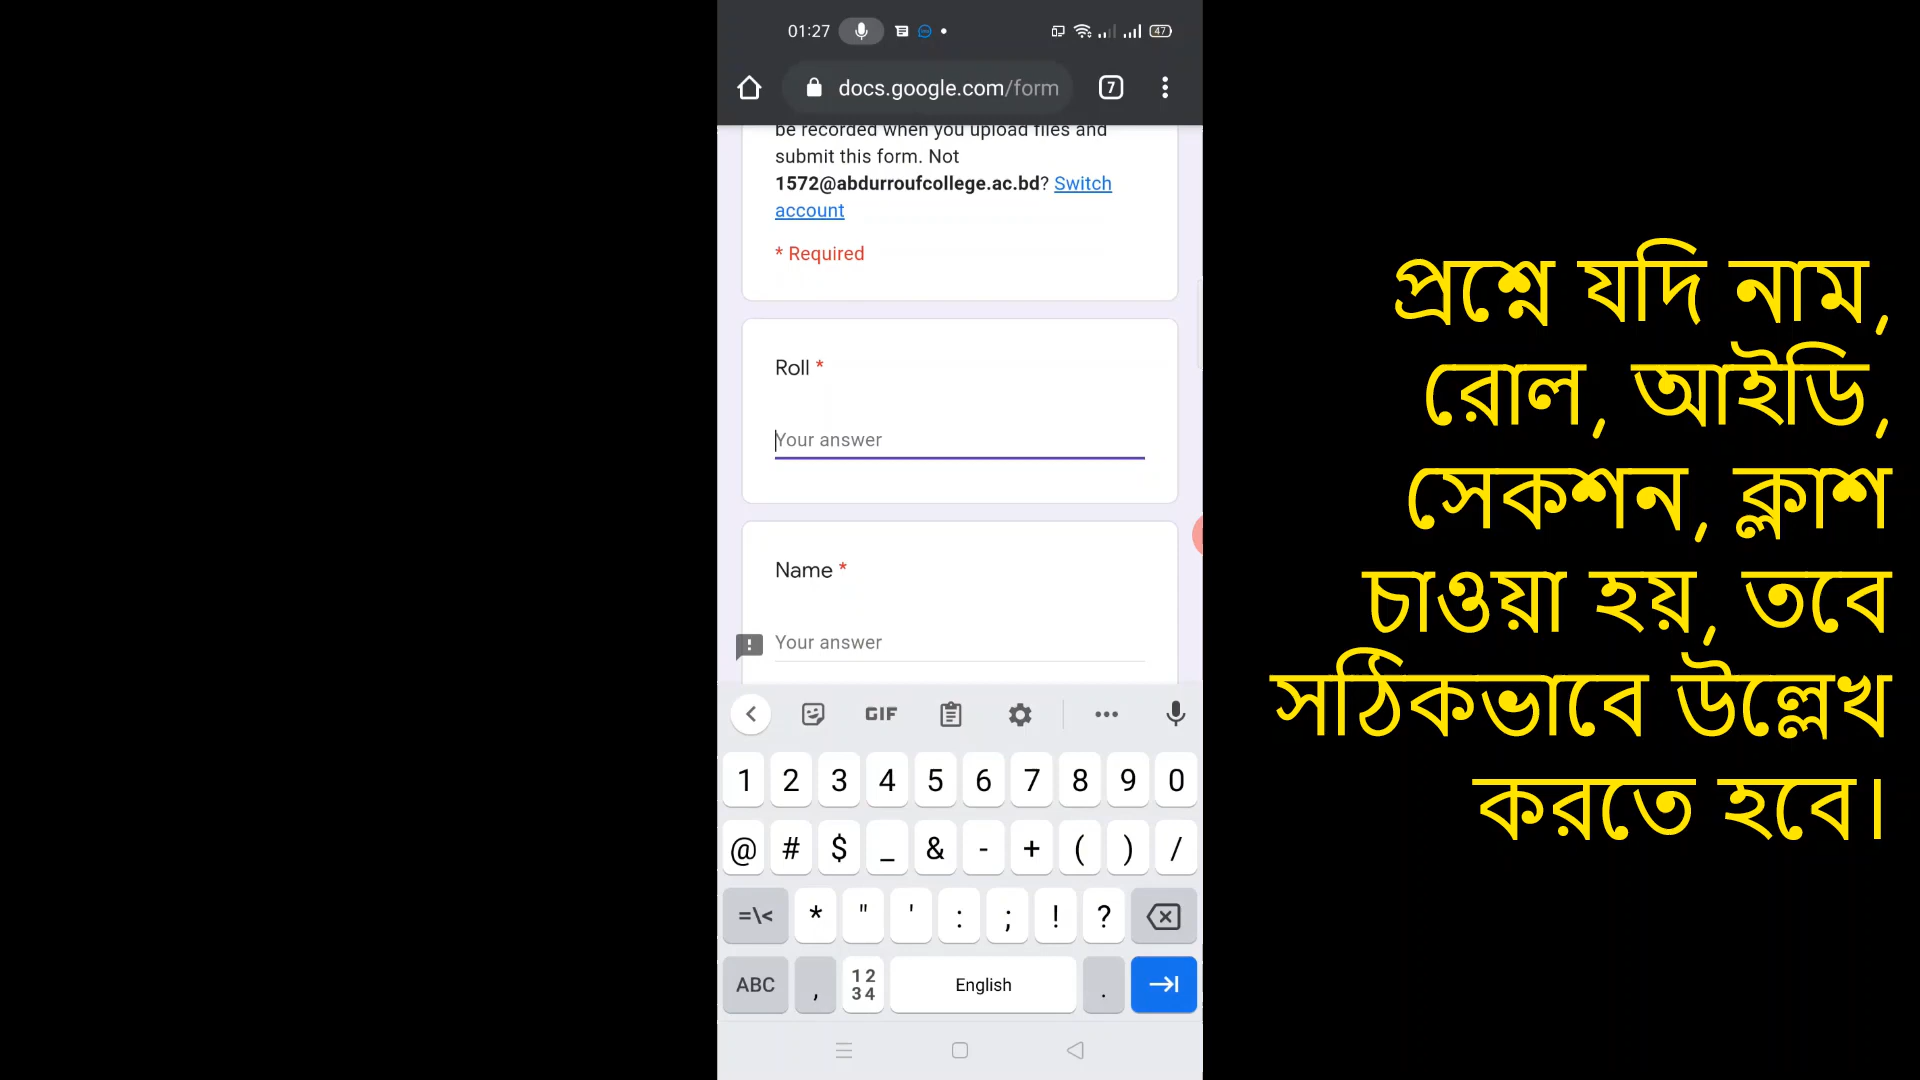 01:27
47
docs.google.com/form
7
be recorded when you upload files and
submit this form. Not
1572@abdurroufcollege.ac.bd? Switch
account
* Required
Roll *
Your answer
Name *
Your answer
GIF
1 2 3 4 5 6 7 8 9 0
@ # $ _ & - + ( ) /
=\< * " ' : ; ! ?
ABC , 12 34 English .
প্রশ্নে যদি নাম,
রোল, আইডি,
সেকশন, ক্লাশ
চাওয়া হয়, তবে
সঠিকভাবে উল্লেখ
করতে হবে।